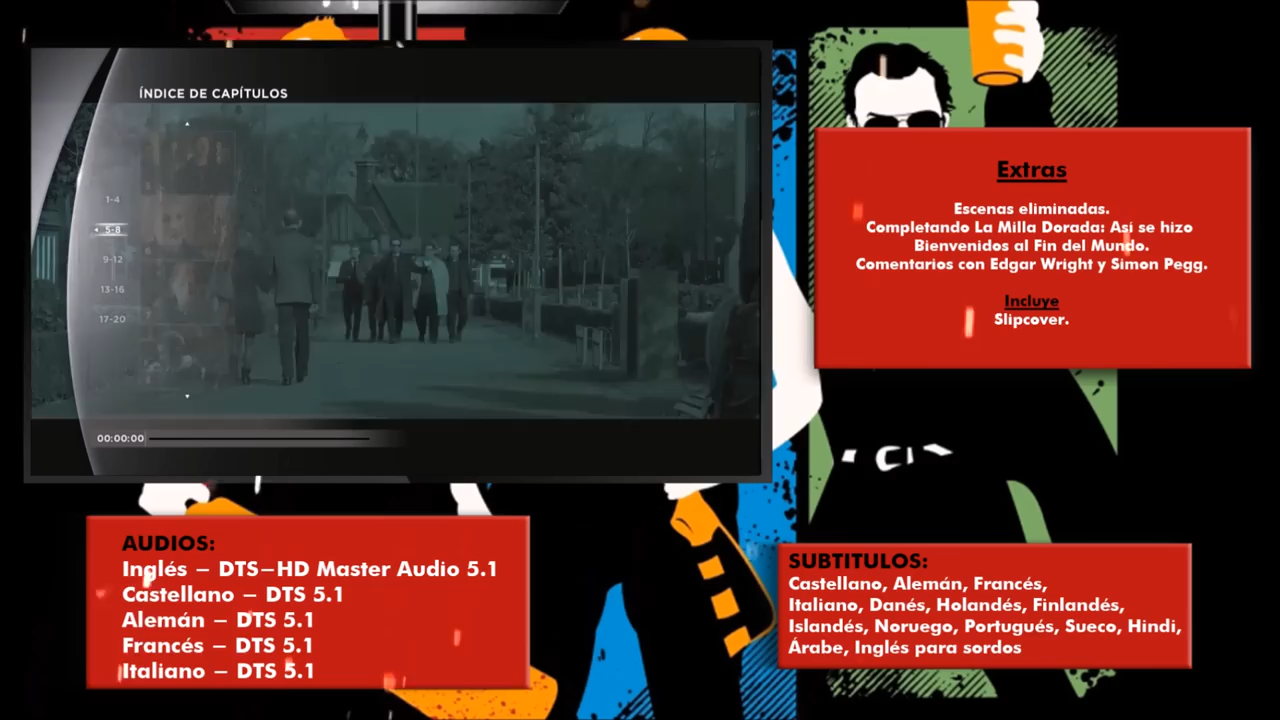 ÍNDICE DE CAPÍTULOS
1-4
5-8
9-12
13-16
17-20
00:00:00
Extras
Escenas eliminadas.
Completando La Milla Dorada: Así se hizo
Bienvenidos al Fin del Mundo.
Comentarios con Edgar Wright y Simon Pegg.
Incluye
Slipcover.
AUDIOS:
Inglés – DTS–HD Master Audio 5.1
Castellano – DTS 5.1
Alemán – DTS 5.1
Francés – DTS 5.1
Italiano – DTS 5.1
SUBTITULOS:
Castellano, Alemán, Francés,
Italiano, Danés, Holandés, Finlandés,
Islandés, Noruego, Portugués, Sueco, Hindi,
Árabe, Inglés para sordos